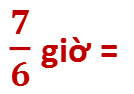 7/6 giờ =